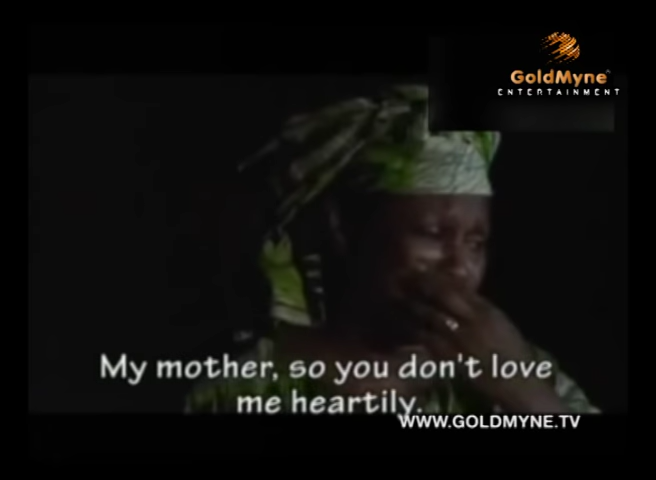 GoldMyne
ENTERTAINMENT
My mother, so you don't love
me heartily.
WWW.GOLDMYNE.TV